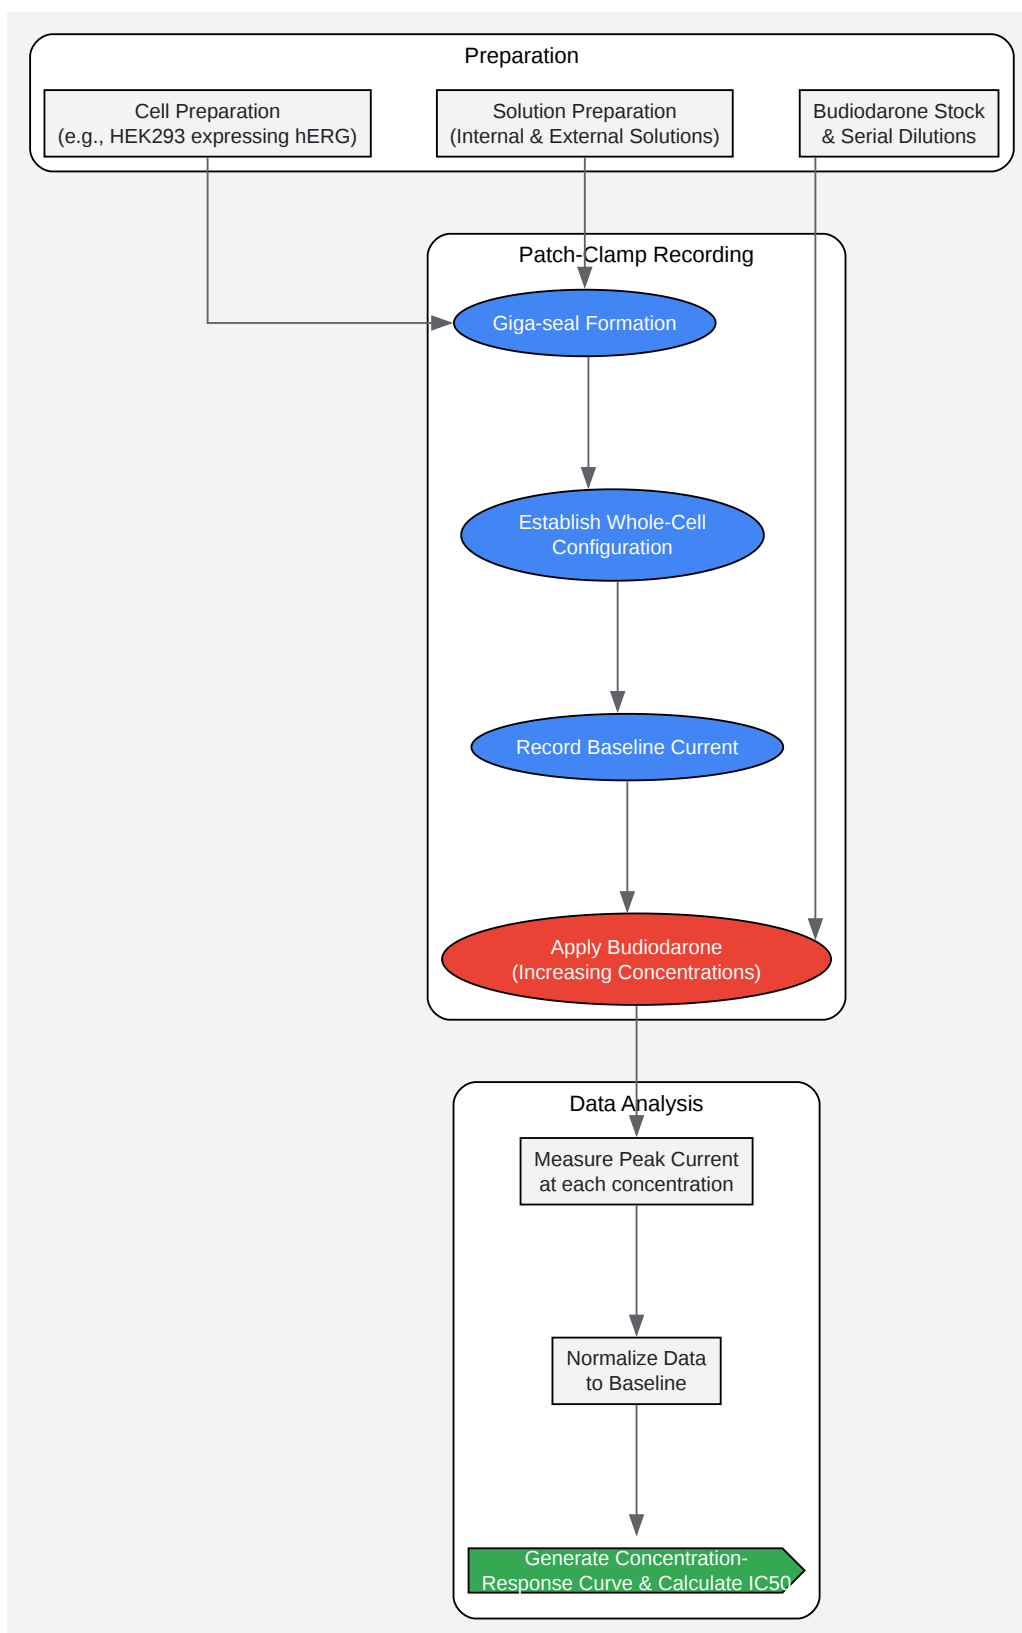 Preparation
Cell Preparation
(e.g., HEK293 expressing hERG)
Solution Preparation
(Internal & External Solutions)
Budiodarone Stock
& Serial Dilutions
Patch-Clamp Recording
Giga-seal Formation
Establish Whole-Cell
Configuration
Record Baseline Current
Apply Budiodarone
(Increasing Concentrations)
Data Analysis
Measure Peak Current
at each concentration
Normalize Data
to Baseline
Generate Concentration-
Response Curve & Calculate IC50